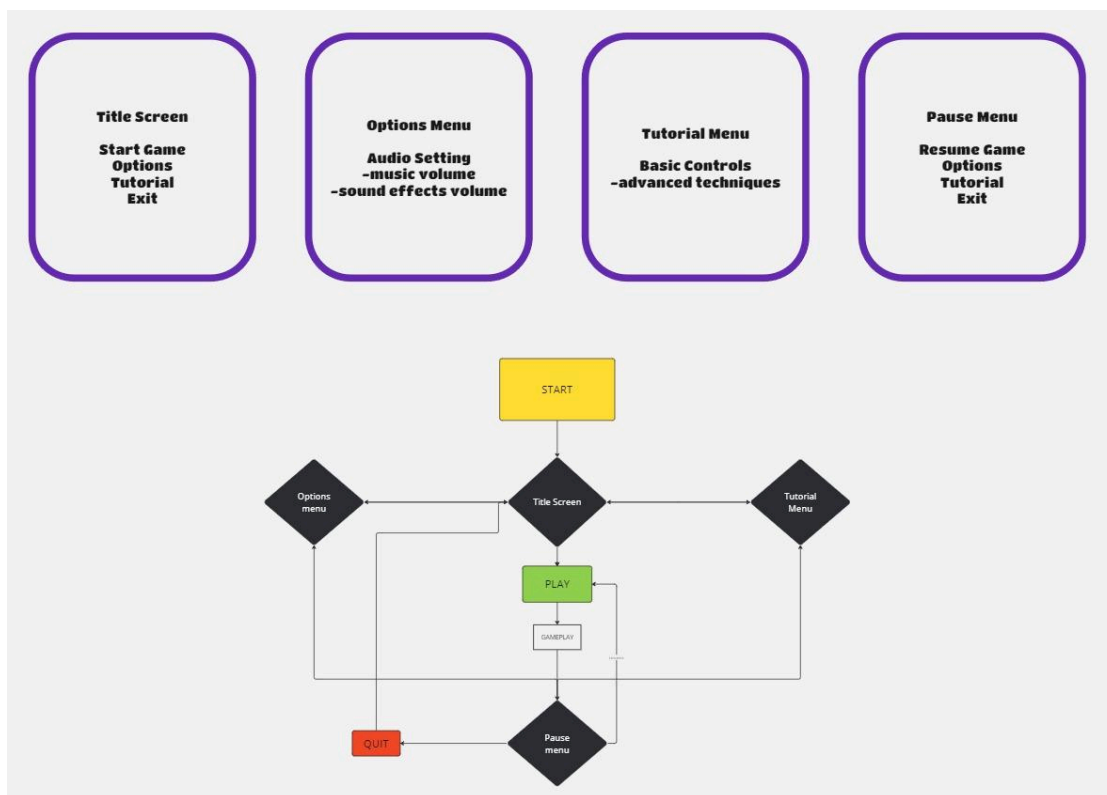 Title Screen
Start Game
Options
Tutorial
Exit
Options Menu
Audio Setting
-music volume
-sound effects volume
Tutorial Menu
Basic Controls
-advanced techniques
Pause Menu
Resume Game
Options
Tutorial
Exit
START
Options
menu
Title Screen
Tutorial
Menu
PLAY
GAMEPLAY
QUIT
Pause
menu